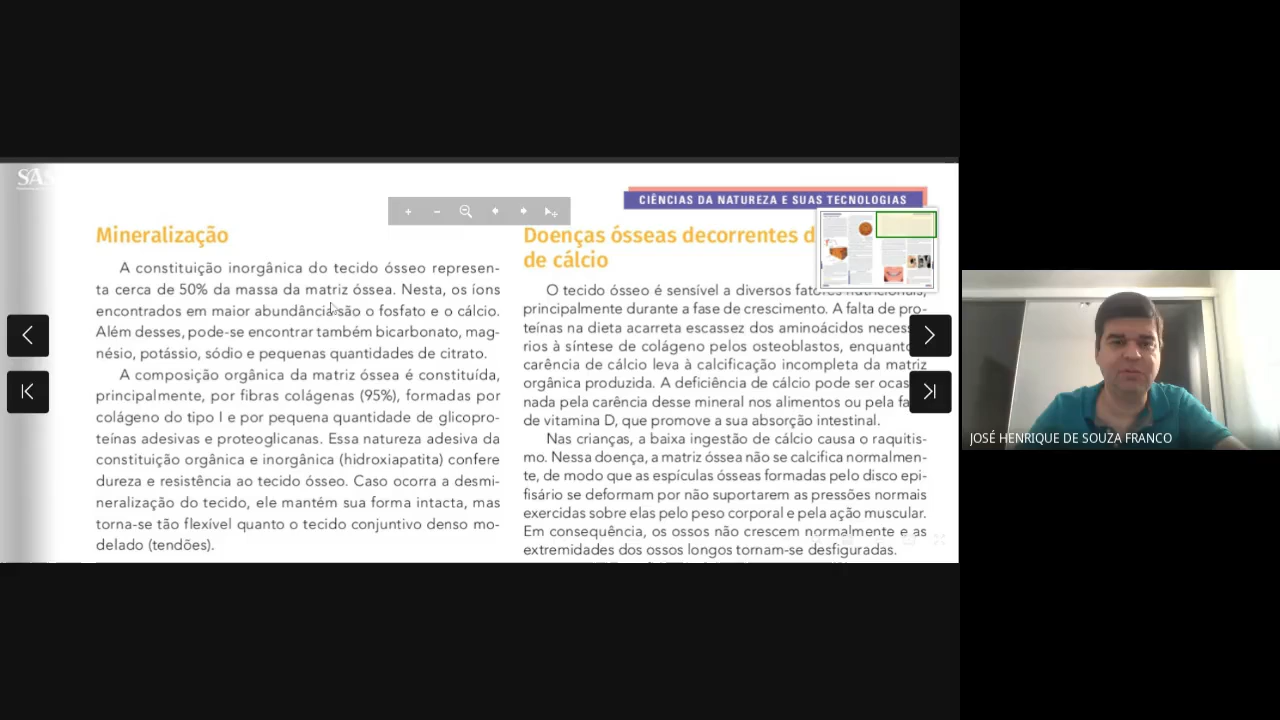 SAS
CIÊNCIAS DA NATUREZA E SUAS TECNOLOGIAS
Mineralização
A constituição inorgânica do tecido ósseo represen-
ta cerca de 50% da massa da matriz óssea. Nesta, os íons
encontrados em maior abundância são o fosfato e o cálcio.
Além desses, pode-se encontrar também bicarbonato, mag-
nésio, potássio, sódio e pequenas quantidades de citrato.
A composição orgânica da matriz óssea é constituída,
principalmente, por fibras colágenas (95%), formadas por
colágeno do tipo I e por pequena quantidade de glicopro-
teínas adesivas e proteoglicanas. Essa natureza adesiva da
constituição orgânica e inorgânica (hidroxiapatita) confere
dureza e resistência ao tecido ósseo. Caso ocorra a desmi-
neralização do tecido, ele mantém sua forma intacta, mas
torna-se tão flexível quanto o tecido conjuntivo denso mo-
delado (tendões).
Doenças ósseas decorrentes d
de cálcio
O tecido ósseo é sensível a diversos fatores nutricionais,
principalmente durante a fase de crescimento. A falta de pro-
teínas na dieta acarreta escassez dos aminoácidos necess
rios à síntese de colágeno pelos osteoblastos, enquanto
carência de cálcio leva à calcificação incompleta da matriz
orgânica produzida. A deficiência de cálcio pode ser ocas
nada pela carência desse mineral nos alimentos ou pela fa
de vitamina D, que promove a sua absorção intestinal.
Nas crianças, a baixa ingestão de cálcio causa o raquitis-
mo. Nessa doença, a matriz óssea não se calcifica normalmen-
te, de modo que as espículas ósseas formadas pelo disco epi-
fisário se deformam por não suportarem as pressões normais
exercidas sobre elas pelo peso corporal e pela ação muscular.
Em consequência, os ossos não crescem normalmente e as
extremidades dos ossos longos tornam-se desfiguradas.
JOSÉ HENRIQUE DE SOUZA FRANCO